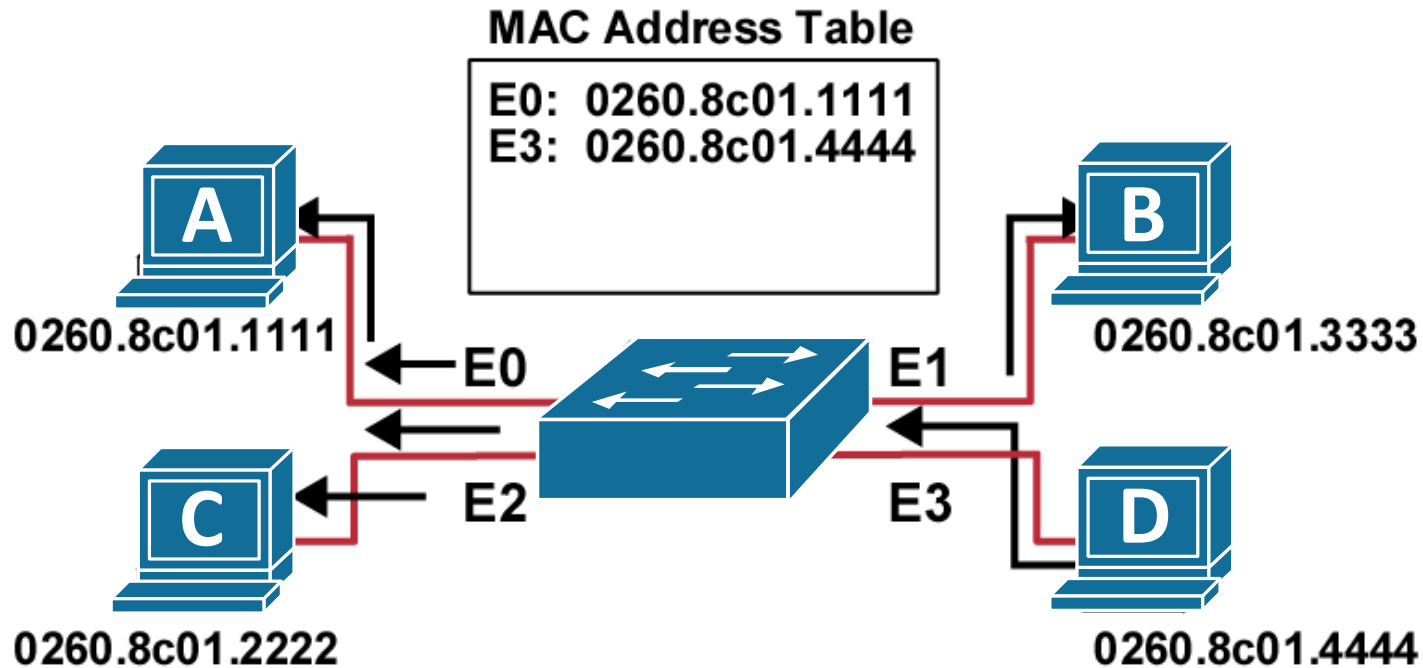 MAC Address Table
E0: 0260.8c01.1111
E3: 0260.8c01.4444
A
B
0260.8c01.1111
0260.8c01.3333
E0
E1
C
E2
E3
D
0260.8c01.2222
0260.8c01.4444